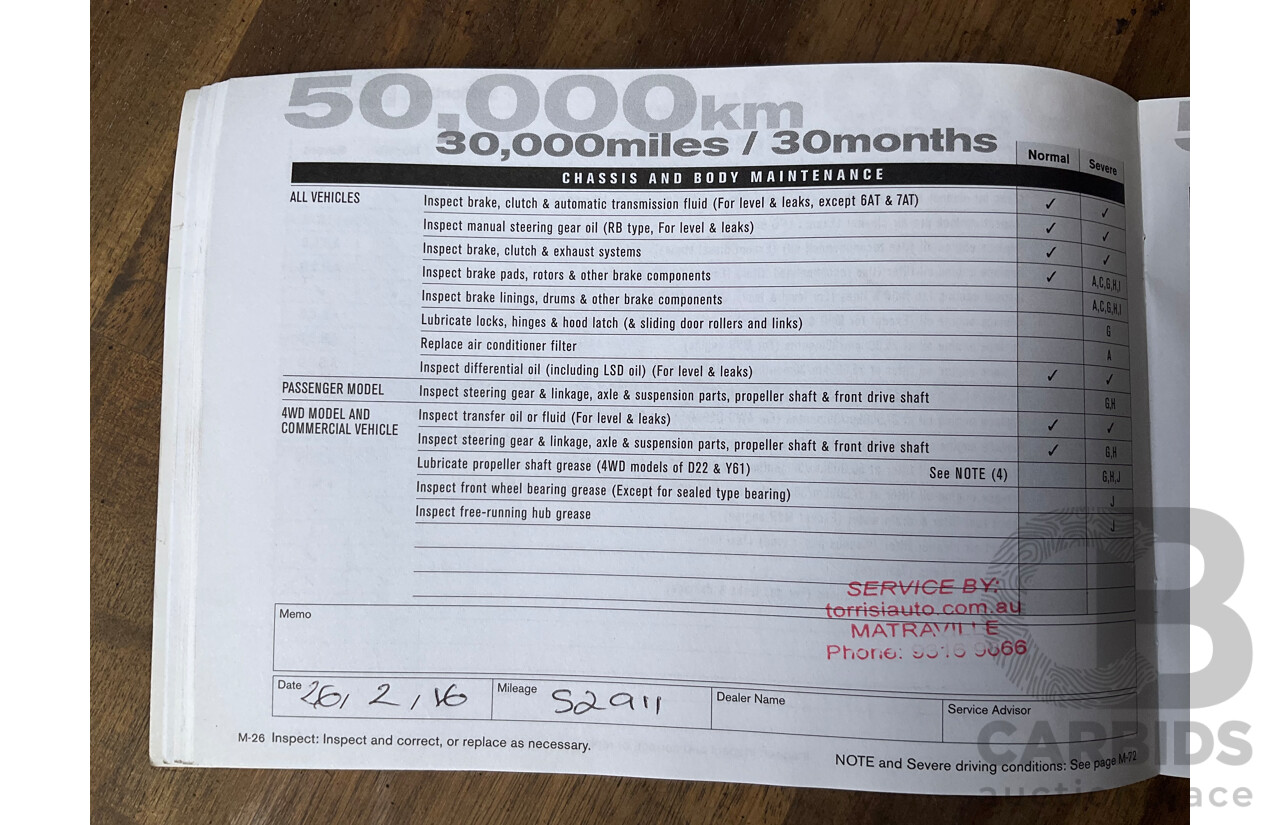 50,000km
30,000miles / 30months
Normal Severe
CHASSIS AND BODY MAINTENANCE
ALL VEHICLES Inspect brake, clutch & automatic transmission fluid (For level & leaks, except 6AT & 7AT) ✓ ✓
Inspect manual steering gear oil (RB type, For level & leaks) ✓ ✓
Inspect brake, clutch & exhaust systems ✓ ✓
Inspect brake pads, rotors & other brake components ✓ A,C,G,H,I
Inspect brake linings, drums & other brake components A,C,G,H,I
Lubricate locks, hinges & hood latch (& sliding door rollers and links) G
Replace air conditioner filter A
Inspect differential oil (including LSD oil) (For level & leaks) ✓ ✓
PASSENGER MODEL Inspect steering gear & linkage, axle & suspension parts, propeller shaft & front drive shaft G,H
4WD MODEL AND Inspect transfer oil or fluid (For level & leaks) ✓ ✓
COMMERCIAL VEHICLE Inspect steering gear & linkage, axle & suspension parts, propeller shaft & front drive shaft ✓ G,H
Lubricate propeller shaft grease (4WD models of D22 & Y61) See NOTE (4) G,H,J
Inspect front wheel bearing grease (Except for sealed type bearing) J
Inspect free-running hub grease J
SERVICE BY:
torrisiauto.com.au
MATRAVILLE
Phone: 9316 9666
Memo
Date 26, 2, 16 Mileage 52911 Dealer Name Service Advisor
M-26 Inspect: Inspect and correct, or replace as necessary.
NOTE and Severe driving conditions: See page M-72
CB
CARBIDS